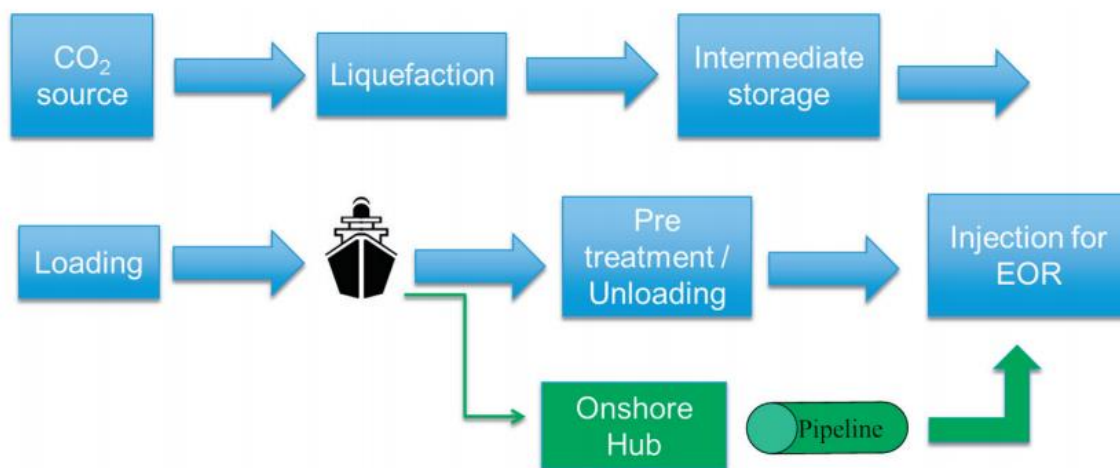 CO₂
source
Liquefaction
Intermediate
storage
Loading
Pre
treatment /
Unloading
Injection for
EOR
Onshore
Hub
Pipeline